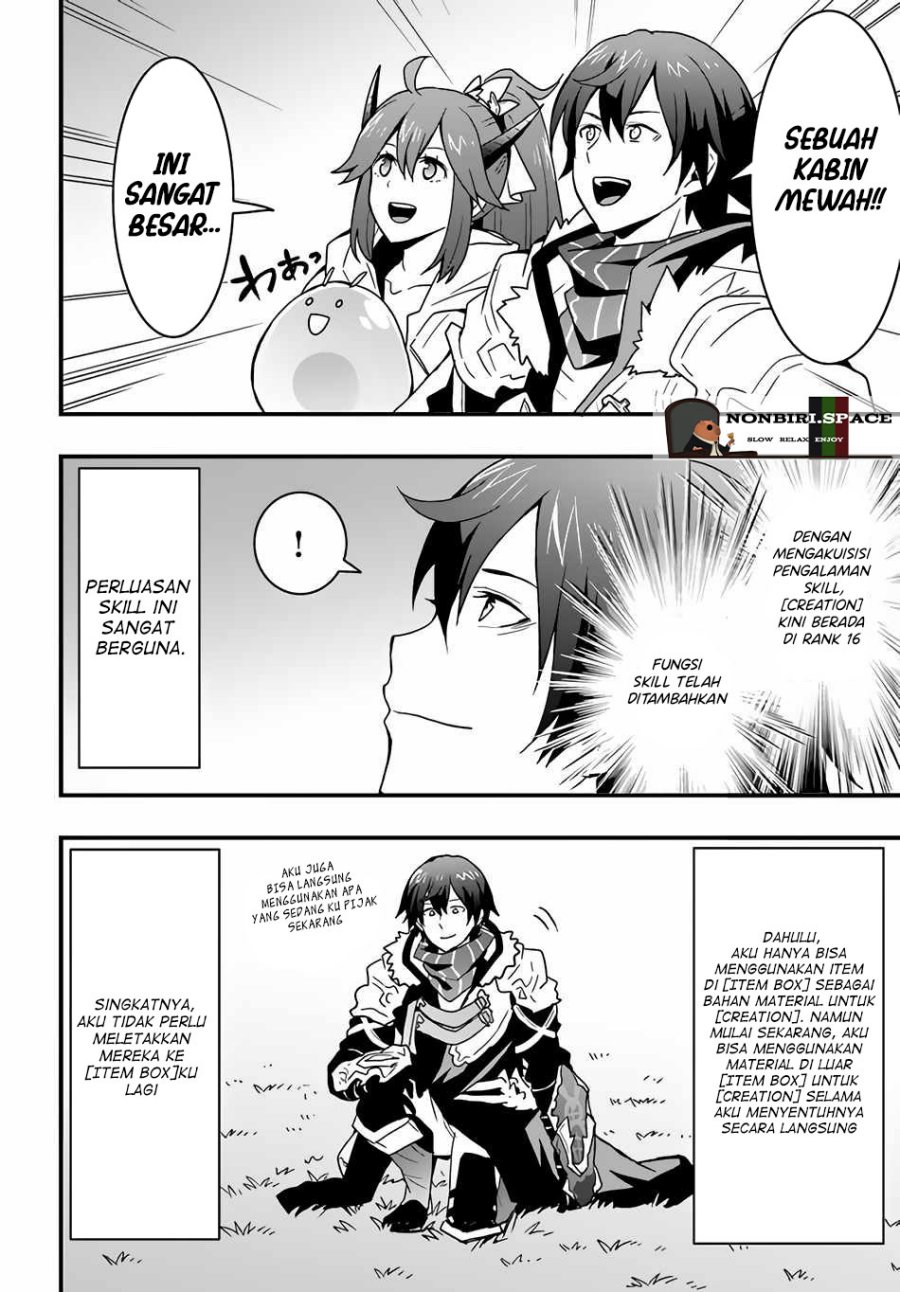 SEBUAH
KABIN
MEWAH!!
INI
SANGAT
BESAR...
わあっ
NONBIRI.SPACE
SLOW RELAX ENJOY
DENGAN
MENGAKUISISI
PENGALAMAN
SKILL,
[CREATION]
KINI BERADA
DI RANK 16
FUNGSI
SKILL TELAH
DITAMBAHKAN
!
PERLUASAN
SKILL INI
SANGAT
BERGUNA.
DAHULU,
AKU HANYA BISA
MENGGUNAKAN ITEM
DI [ITEM BOX] SEBAGAI
BAHAN MATERIAL UNTUK
[CREATION]. NAMUN
MULAI SEKARANG, AKU
BISA MENGGUNAKAN
MATERIAL DI LUAR
[ITEM BOX] UNTUK
[CREATION] SELAMA
AKU MENYENTUHNYA
SECARA LANGSUNG
AKU JUGA
BISA LANGSUNG
MENGGUNAKAN APA
YANG SEDANG KU PIJAK
SEKARANG
SINGKATNYA,
AKU TIDAK PERLU
MELETAKKAN
MEREKA KE
[ITEM BOX]KU
LAGI